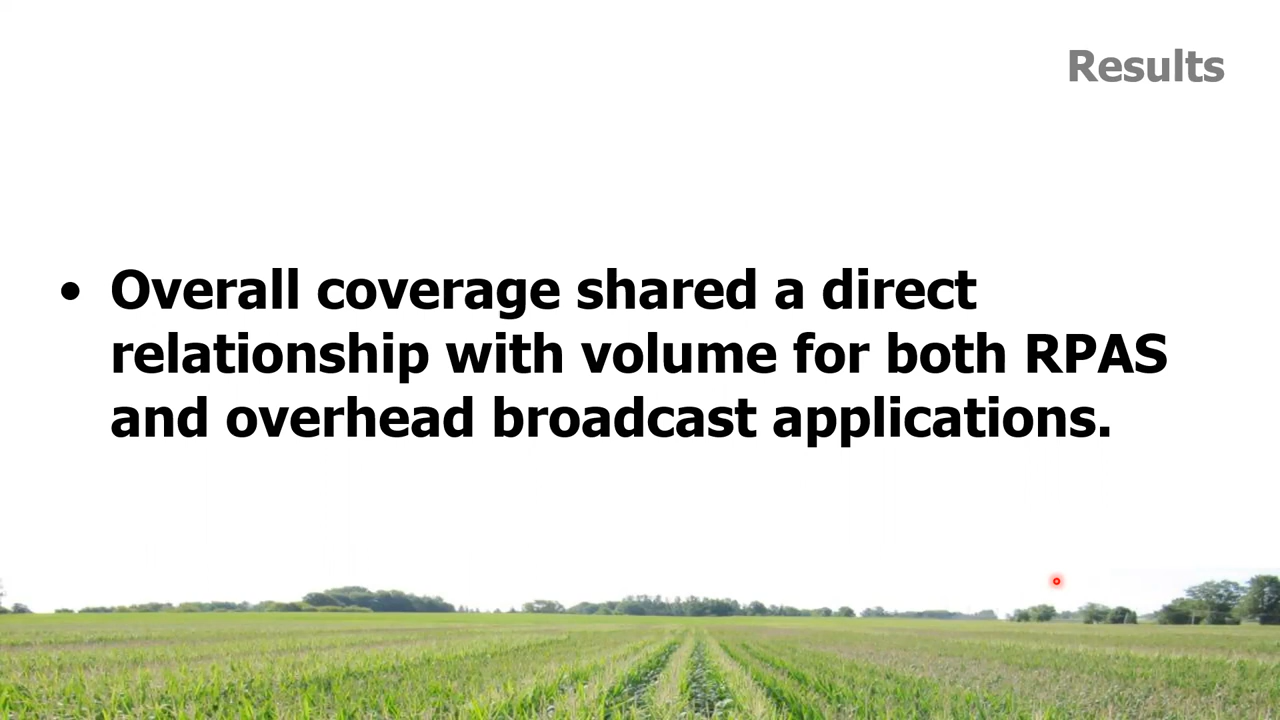 Results
• Overall coverage shared a direct
relationship with volume for both RPAS
and overhead broadcast applications.